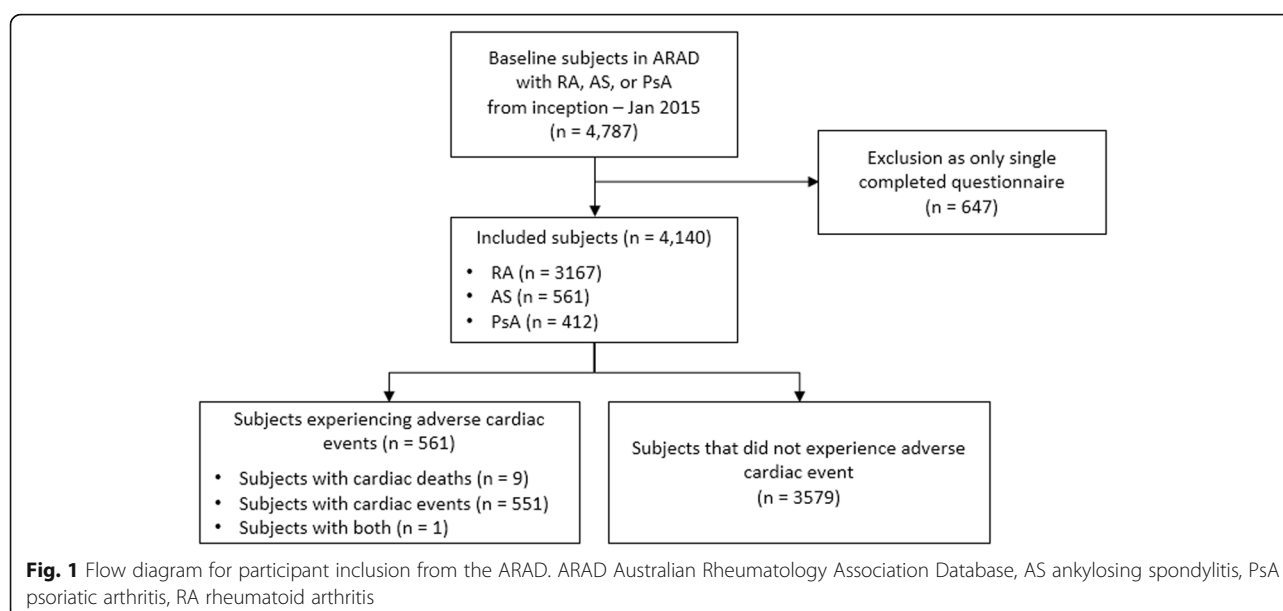 Baseline subjects in ARAD
with RA, AS, or PsA
from inception – Jan 2015
(n = 4,787)
Exclusion as only single
completed questionnaire
(n = 647)
Included subjects (n = 4,140)
• RA (n = 3167)
• AS (n = 561)
• PsA (n = 412)
Subjects experiencing adverse cardiac
events (n = 561)
• Subjects with cardiac deaths (n = 9)
• Subjects with cardiac events (n = 551)
• Subjects with both (n = 1)
Subjects that did not experience adverse
cardiac event
(n = 3579)
Fig. 1 Flow diagram for participant inclusion from the ARAD. ARAD Australian Rheumatology Association Database, AS ankylosing spondylitis, PsA
psoriatic arthritis, RA rheumatoid arthritis